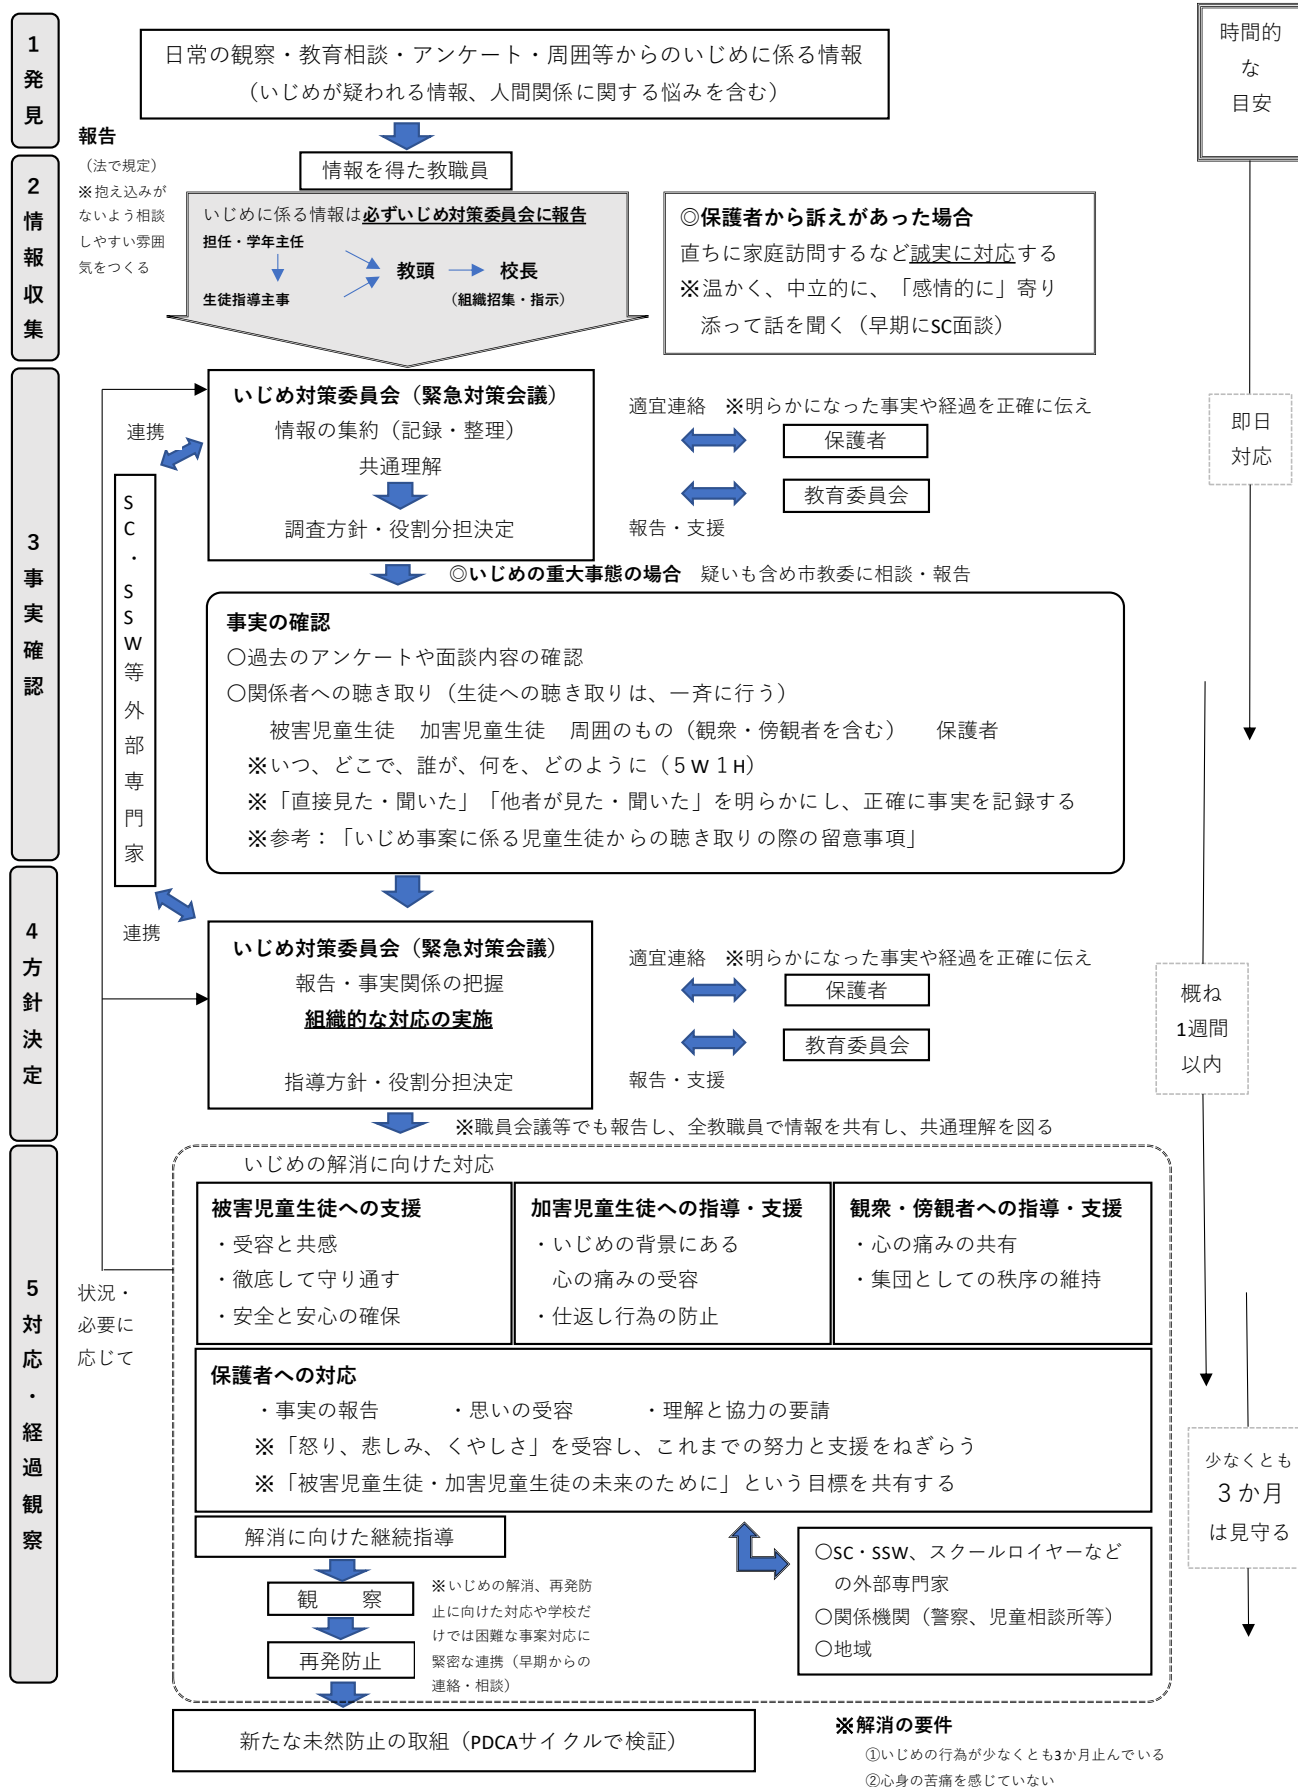 1
発
見
日常の観察・教育相談・アンケート・周囲等からのいじめに係る情報
（いじめが疑われる情報、人間関係に関する悩みを含む）
時間的
な
目安
報告
（法で規定）
※抱え込みが
ないよう相談
しやすい雰囲
気をつくる
2
情
報
収
集
情報を得た教職員
いじめに係る情報は必ずいじめ対策委員会に報告
担任・学年主任
教頭
校長
生徒指導主事
（組織招集・指示）
◎保護者から訴えがあった場合
直ちに家庭訪問するなど誠実に対応する
※温かく、中立的に、「感情的に」寄り
添って話を聞く（早期にSC面談）
3
事
実
確
認
いじめ対策委員会（緊急対策会議）
情報の集約（記録・整理）
共通理解
調査方針・役割分担決定
連携
適宜連絡　※明らかになった事実や経過を正確に伝え
保護者
教育委員会
報告・支援
即日
対応
SC・SSW等外部専門家
◎いじめの重大事態の場合　疑いも含め市教委に相談・報告
事実の確認
○過去のアンケートや面談内容の確認
○関係者への聴き取り（生徒への聴き取りは、一斉に行う）
被害児童生徒　加害児童生徒　周囲のもの（観衆・傍観者を含む）　保護者
※いつ、どこで、誰が、何を、どのように（５W１H）
※「直接見た・聞いた」「他者が見た・聞いた」を明らかにし、正確に事実を記録する
※参考：「いじめ事案に係る児童生徒からの聴き取りの際の留意事項」
4
方
針
決
定
連携
いじめ対策委員会（緊急対策会議）
報告・事実関係の把握
組織的な対応の実施
指導方針・役割分担決定
適宜連絡　※明らかになった事実や経過を正確に伝え
保護者
教育委員会
報告・支援
概ね
1週間
以内
※職員会議等でも報告し、全教職員で情報を共有し、共通理解を図る
5
対
応
・
経
過
観
察
状況・
必要に
応じて
いじめの解消に向けた対応
被害児童生徒への支援
・受容と共感
・徹底して守り通す
・安全と安心の確保
加害児童生徒への指導・支援
・いじめの背景にある
心の痛みの受容
・仕返し行為の防止
観衆・傍観者への指導・支援
・心の痛みの共有
・集団としての秩序の維持
保護者への対応
・事実の報告　・思いの受容　・理解と協力の要請
※「怒り、悲しみ、くやしさ」を受容し、これまでの努力と支援をねぎらう
※「被害児童生徒・加害児童生徒の未来のために」という目標を共有する
少なくとも
３か月
は見守る
解消に向けた継続指導
観　察
再発防止
※いじめの解消、再発防
止に向けた対応や学校だ
けでは困難な事案対応に
緊密な連携（早期からの
連絡・相談）
○SC・SSW、スクールロイヤーなど
の外部専門家
○関係機関（警察、児童相談所等）
○地域
新たな未然防止の取組（PDCAサイクルで検証）
※解消の要件
①いじめの行為が少なくとも3か月止んでいる
②心身の苦痛を感じていない